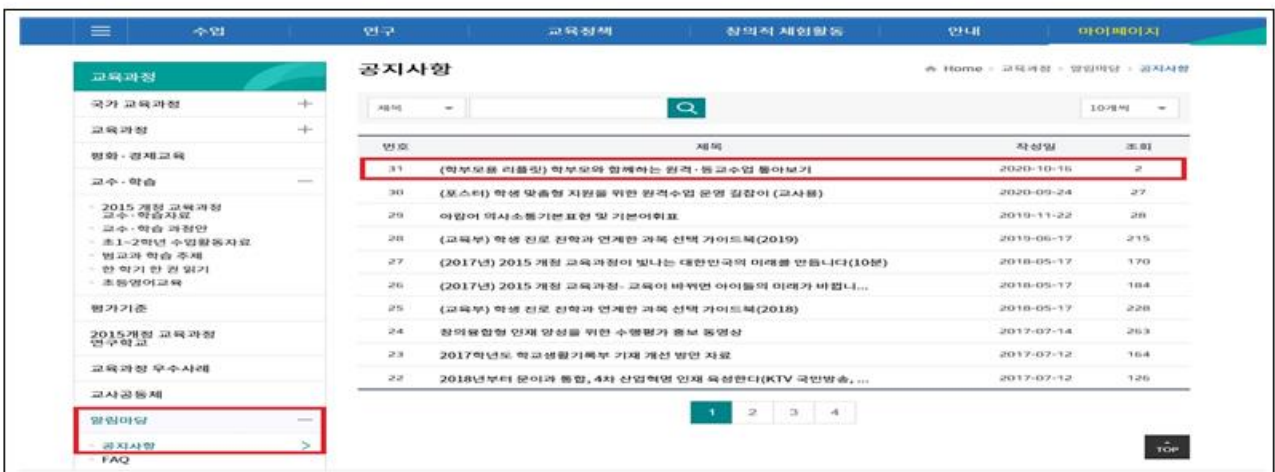 수업 연구 교육정책 창의적 체험활동 안내 마이페이지
교육과정
국가 교육과정
교육과정
평화·경제교육
교수·학습
2015 개정 교육과정
교수·학습자료
교수·학습 과정안
초1~2학년 수업활동자료
범교과 학습 주제
한 학기 한 권 읽기
초등영어교육
평가기준
2015개정 교육과정
연구학교
교육과정 우수사례
교사공동체
알림마당
공지사항
FAQ
공지사항
Home > 교육과정 > 알림마당 > 공지사항
제목 10개씩
번호 제목 작성일 조회
31 (학부모용 리플릿) 학부모와 함께하는 원격·등교수업 톺아보기 2020-10-16 2
30 (포스터) 학생 맞춤형 지원을 위한 원격수업 운영 길잡이 (교사용) 2020-09-24 27
29 아랍어 의사소통기본표현 및 기본어휘표 2019-11-22 28
28 (교육부) 학생 진로 진학과 연계한 과목 선택 가이드북(2019) 2019-06-17 215
27 (2017년) 2015 개정 교육과정이 빛나는 대한민국의 미래를 만듭니다(10분) 2018-05-17 170
26 (2017년) 2015 개정 교육과정- 교육이 바뀌면 아이들의 미래가 바뀝니... 2018-05-17 184
25 (교육부) 학생 진로 진학과 연계한 과목 선택 가이드북(2018) 2018-05-17 228
24 창의융합형 인재 양성을 위한 수행평가 홍보 동영상 2017-07-14 263
23 2017학년도 학교생활기록부 기재 개선 방안 자료 2017-07-12 164
22 2018년부터 문이과 통합, 4차 산업혁명 인재 육성한다(KTV 국민방송, ... 2017-07-12 126
1 2 3 4
TOP